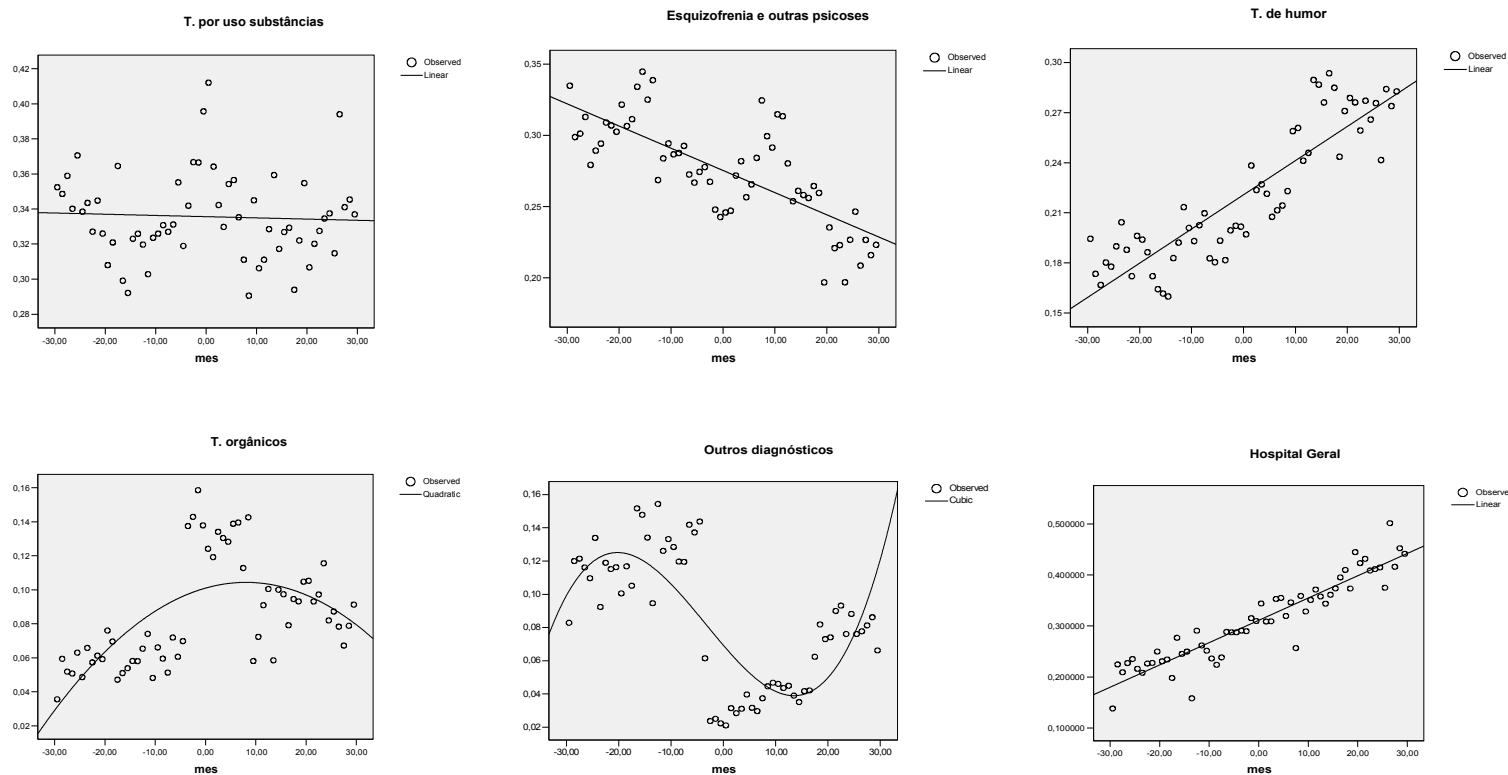 T. por uso substâncias
Observed
Linear
0,42
0,40
0,38
0,36
0,34
0,32
0,30
0,28
-30,00 -20,00 -10,00 0,00 10,00 20,00 30,00
mes
Esquizofrenia e outras psicoses
Observed
Linear
0,35
0,30
0,25
0,20
-30,00 -20,00 -10,00 0,00 10,00 20,00 30,00
mes
T. de humor
Observed
Linear
0,30
0,26
0,22
0,21
0,18
0,15
-30,00 -20,00 -10,00 0,00 10,00 20,00 30,00
mes
T. orgânicos
Observed
Quadratic
0,16
0,14
0,12
0,10
0,08
0,06
0,04
0,02
-30,00 -20,00 -10,00 0,00 10,00 20,00 30,00
mes
Outros diagnósticos
Observed
Cubic
0,16
0,14
0,12
0,10
0,08
0,06
0,04
0,02
-30,00 -20,00 -10,00 0,00 10,00 20,00 30,00
mes
Hospital Geral
Observe
Linear
0,500000
0,400000
0,300000
0,200000
0,100000
-30,00 -20,00 -10,00 0,00 10,00 20,00 30,00
mes